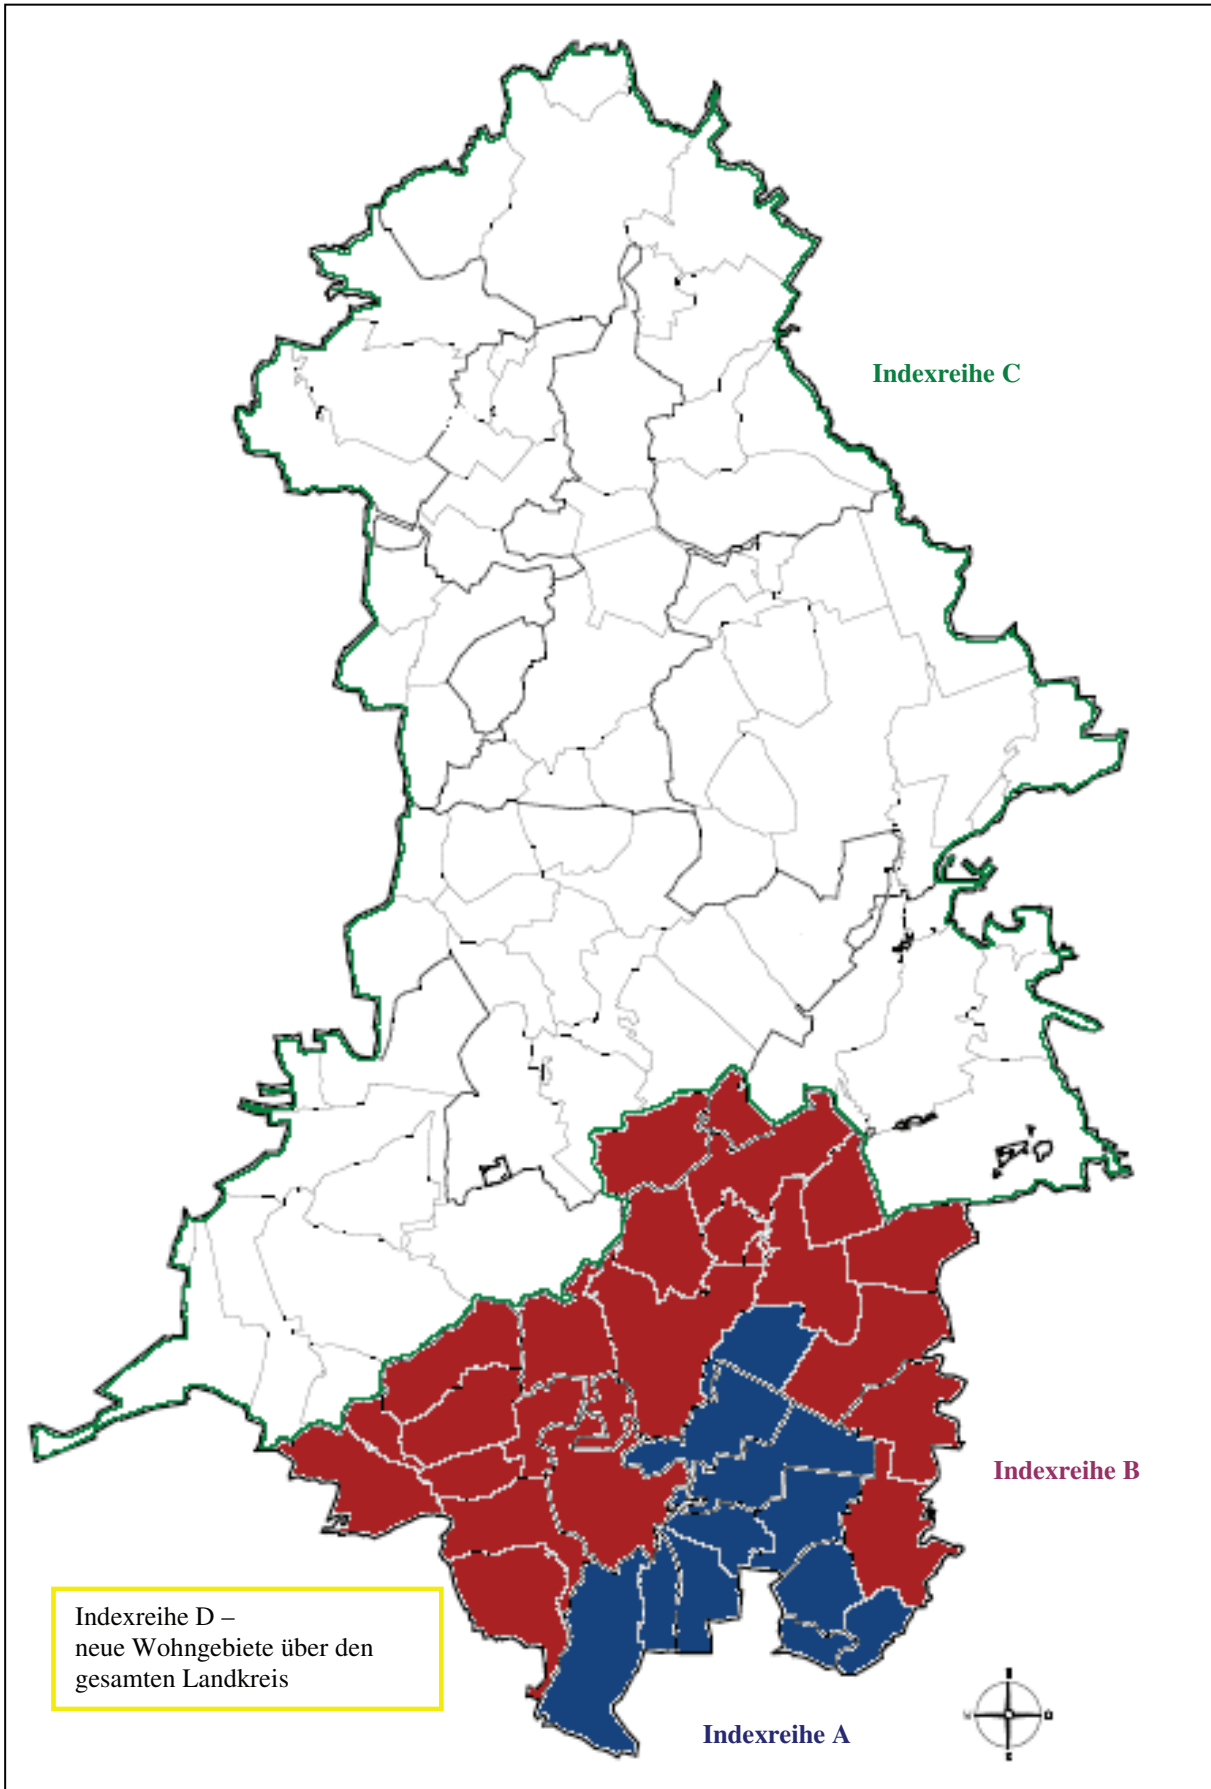 Indexreihe C
Indexreihe B
Indexreihe D –
neue Wohngebiete über den
gesamten Landkreis
Indexreihe A